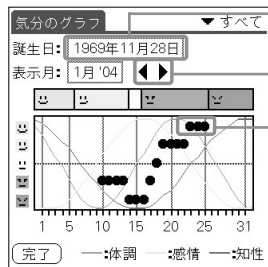 気分のグラフ
▼ すべて
誕生日: 1969年11月28日
表示月: 1月 '04
1 5 10 15 20 25 31
完了 —:体調 —:感情 —:知性